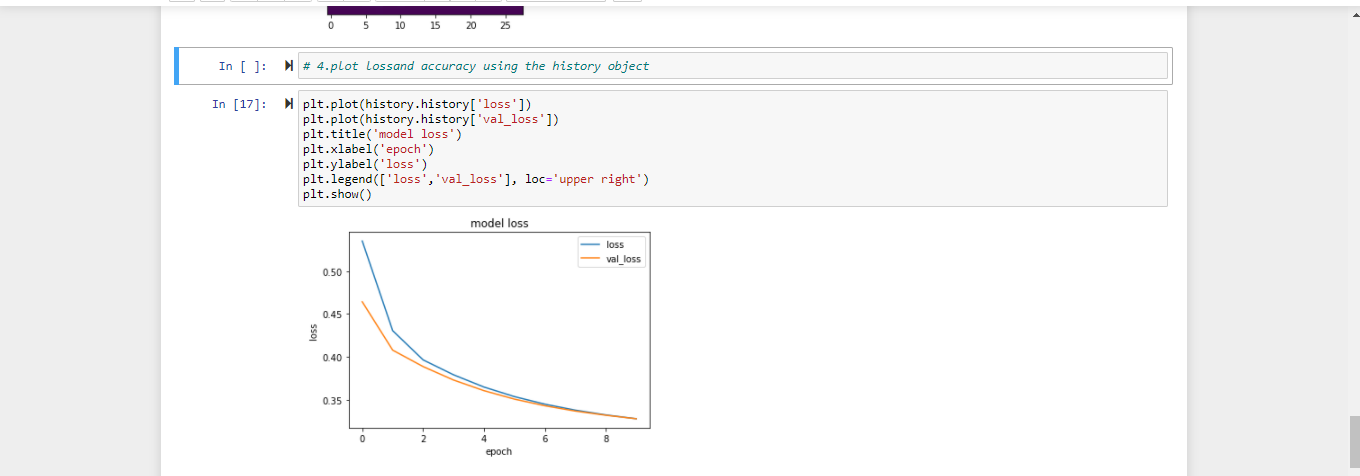 0 5 10 15 20 25
In [ ]: # 4.plot Lossand accuracy using the history object
In [17]: plt.plot(history.history['loss'])
plt.plot(history.history['val_loss'])
plt.title('model loss')
plt.xlabel('epoch')
plt.ylabel('loss')
plt.legend(['loss','val_loss'], loc='upper right')
plt.show()
model loss
loss
val_loss
0.50
0.45
0.40
0.35
loss
0 2 4 6 8
epoch